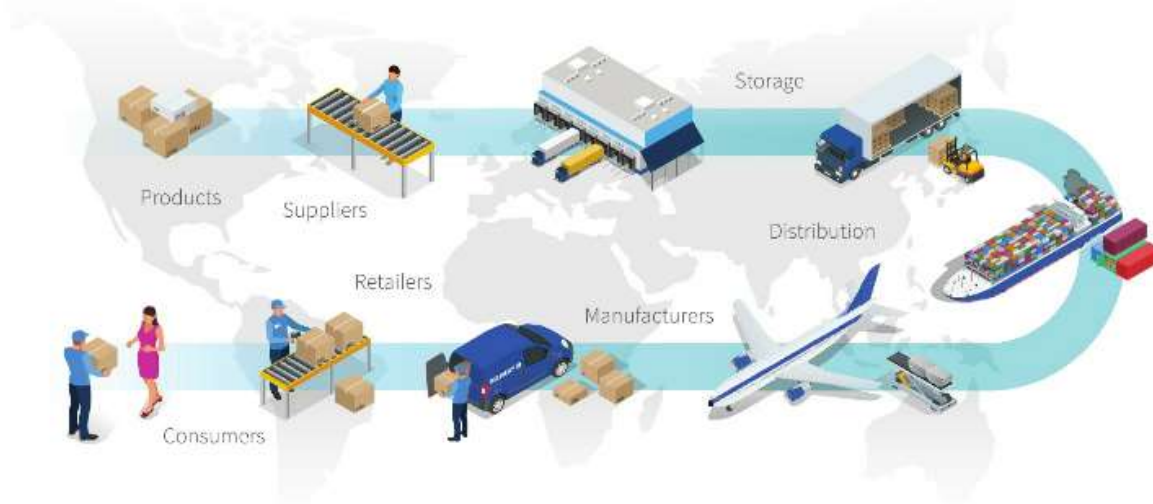 Storage
Products
Suppliers
Distribution
Retailers
Manufacturers
Consumers